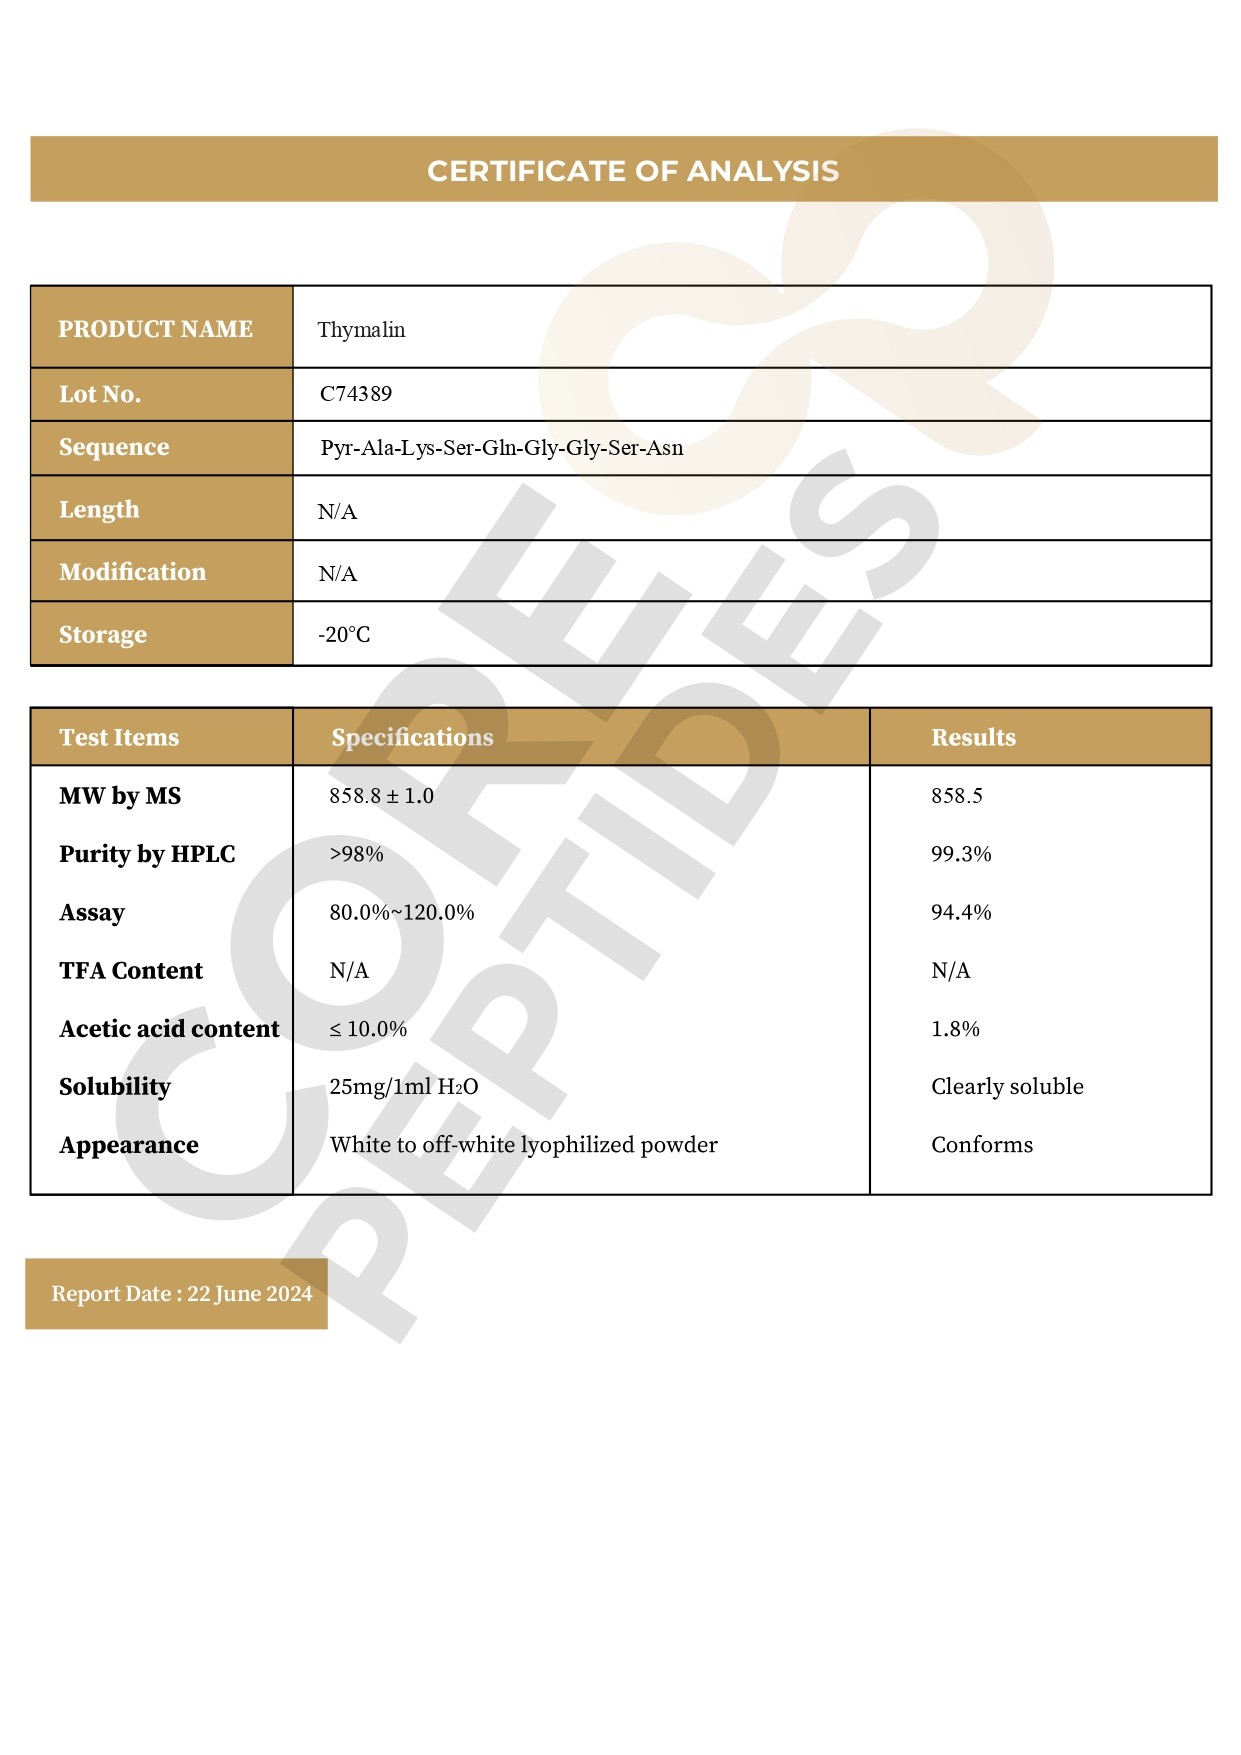 CERTIFICATE OF ANALYSIS
PRODUCT NAME Thymalin
Lot No. C74389
Sequence Pyr-Ala-Lys-Ser-Gln-Gly-Gly-Ser-Asn
Length N/A
Modification N/A
Storage -20°C
Test Items Specifications Results
MW by MS 858.8 ± 1.0 858.5
Purity by HPLC >98% 99.3%
Assay 80.0%~120.0% 94.4%
TFA Content N/A N/A
Acetic acid content ≤ 10.0% 1.8%
Solubility 25mg/1ml H₂O Clearly soluble
Appearance White to off-white lyophilized powder Conforms
Report Date : 22 June 2024
CORE
PEPTIDES